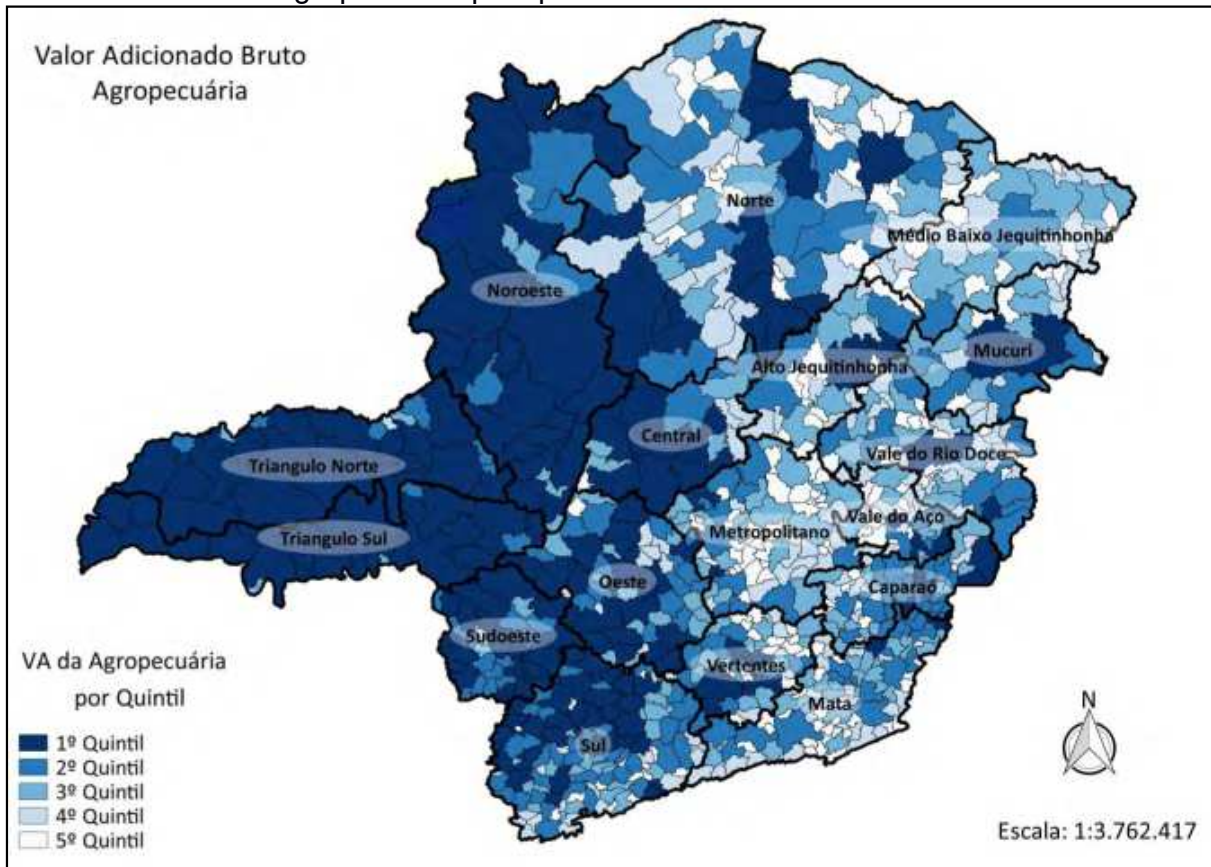 Valor Adicionado Bruto
Agropecuária
Norte
Médio Baixo Jequitinhonha
Noroeste
Mucuri
Alto Jequitinhonha
Central
Vale do Rio Doce
Triangulo Norte
Vale do Aço
Metropolitano
Triangulo Sul
Oeste
Caparaó
Sudoeste
Vertentes
Mata
Sul
VA da Agropecuária
por Quintil
1º Quintil
2º Quintil
3º Quintil
4º Quintil
5º Quintil
N
Escala: 1:3.762.417